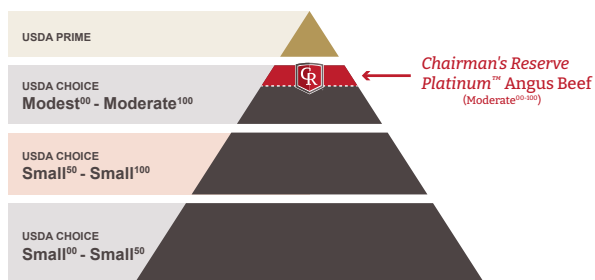 USDA PRIME
USDA CHOICE
Modest⁰⁰ - Moderate¹⁰⁰
CR
Chairman's Reserve
Platinum™ Angus Beef
(Moderate⁰⁰⁻¹⁰⁰)
USDA CHOICE
Small⁵⁰ - Small¹⁰⁰
USDA CHOICE
Small⁰⁰ - Small⁵⁰